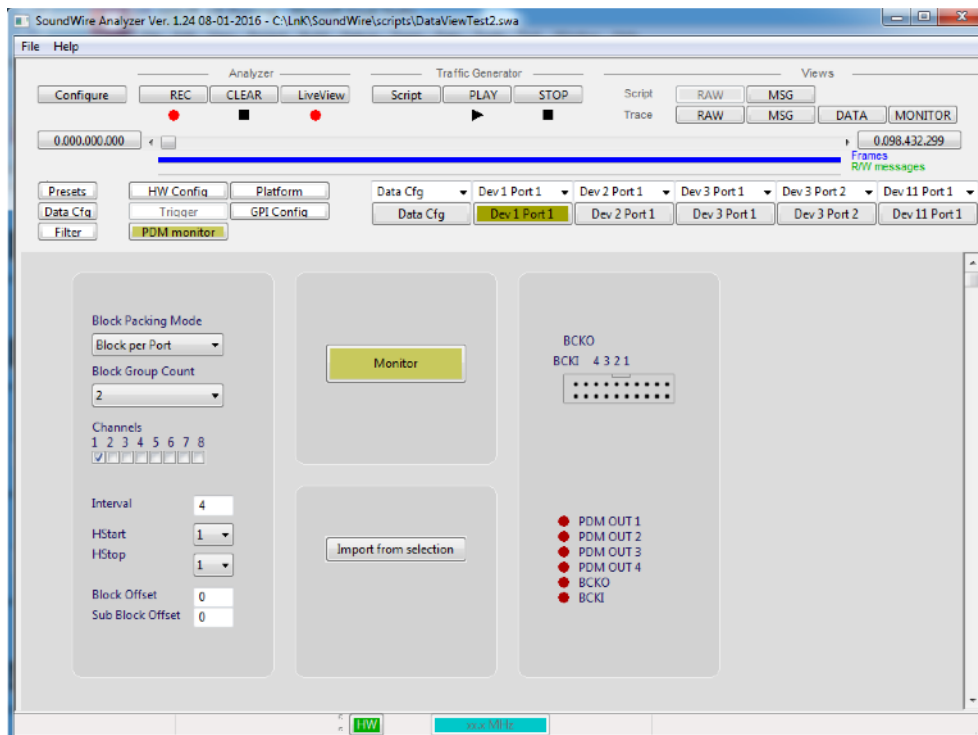 SoundWire Analyzer Ver. 1.24 08-01-2016 - C:\LnK\SoundWire\scripts\DataViewTest2.swa
File Help
Analyzer Traffic Generator Views
Configure REC CLEAR LiveView Script PLAY STOP Script RAW MSG
Trace RAW MSG DATA MONITOR
0.000.000.000 0.098.432.299
Frames
R/W messages
Presets HW Config Platform Data Cfg Dev 1 Port 1 Dev 2 Port 1 Dev 3 Port 1 Dev 3 Port 2 Dev 11 Port 1
Data Cfg Trigger GPI Config Data Cfg Dev 1 Port 1 Dev 2 Port 1 Dev 3 Port 1 Dev 3 Port 2 Dev 11 Port 1
Filter PDM monitor
Block Packing Mode
Block per Port
Block Group Count
2
Channels
1 2 3 4 5 6 7 8
Interval 4
HStart 1
HStop
1
Block Offset 0
Sub Block Offset 0
Monitor
Import from selection
BCKO
BCKI 4 3 2 1
PDM OUT 1
PDM OUT 2
PDM OUT 3
PDM OUT 4
BCKO
BCKI
HW xx.x MHz